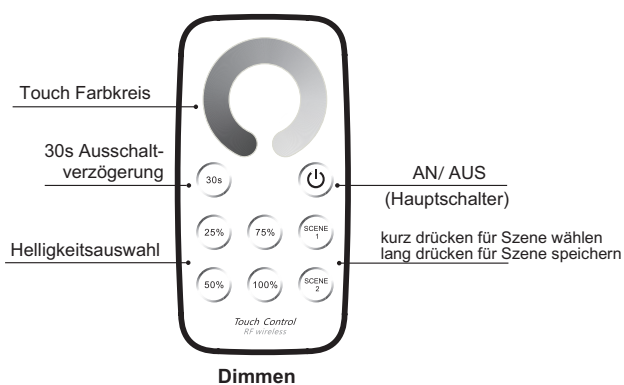 Touch Farbkreis
30s Ausschalt-
verzögerung
30s
AN/ AUS
(Hauptschalter)
25%
75%
SCENE
1
Helligkeitsauswahl
kurz drücken für Szene wählen
lang drücken für Szene speichern
50%
100%
SCENE
2
Touch Control
RF wireless
Dimmen